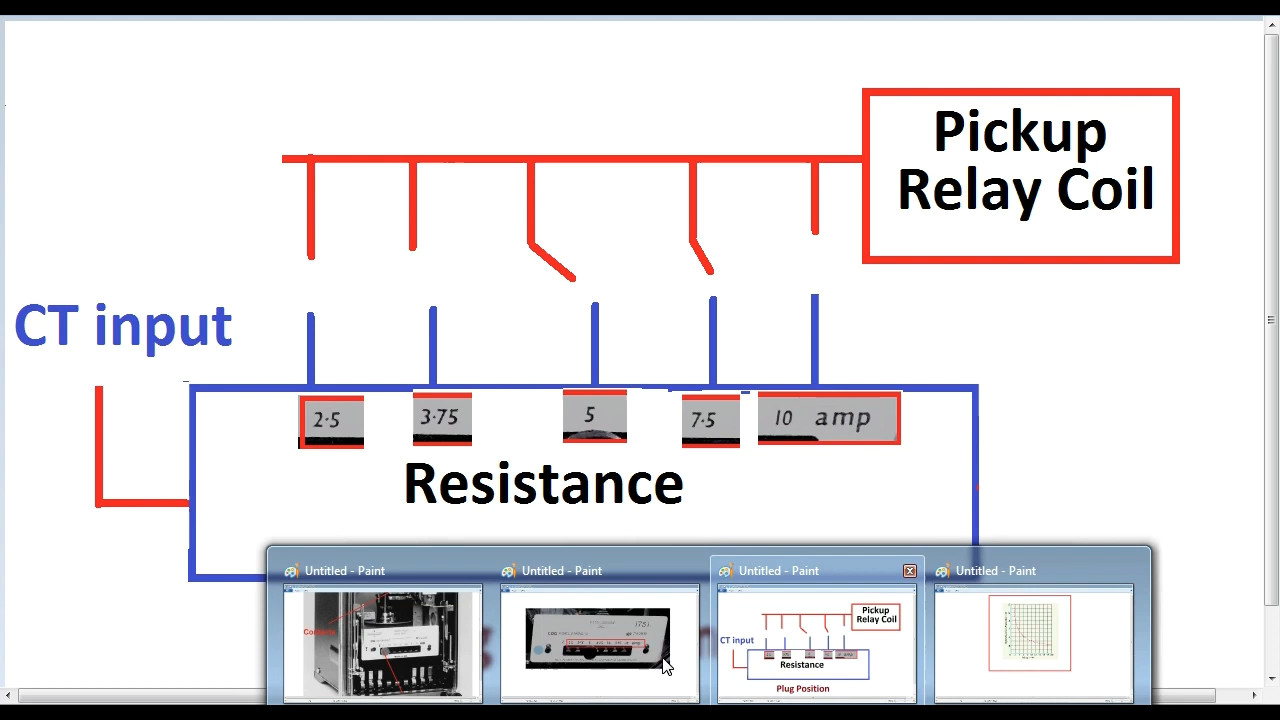 Pickup
Relay Coil
CT input
2·5
3·75
5
7·5
10 amp
Resistance
Untitled - Paint
Untitled - Paint
Untitled - Paint
Untitled - Paint
Pickup
Relay Coil
CT input
Resistance
Plug Position